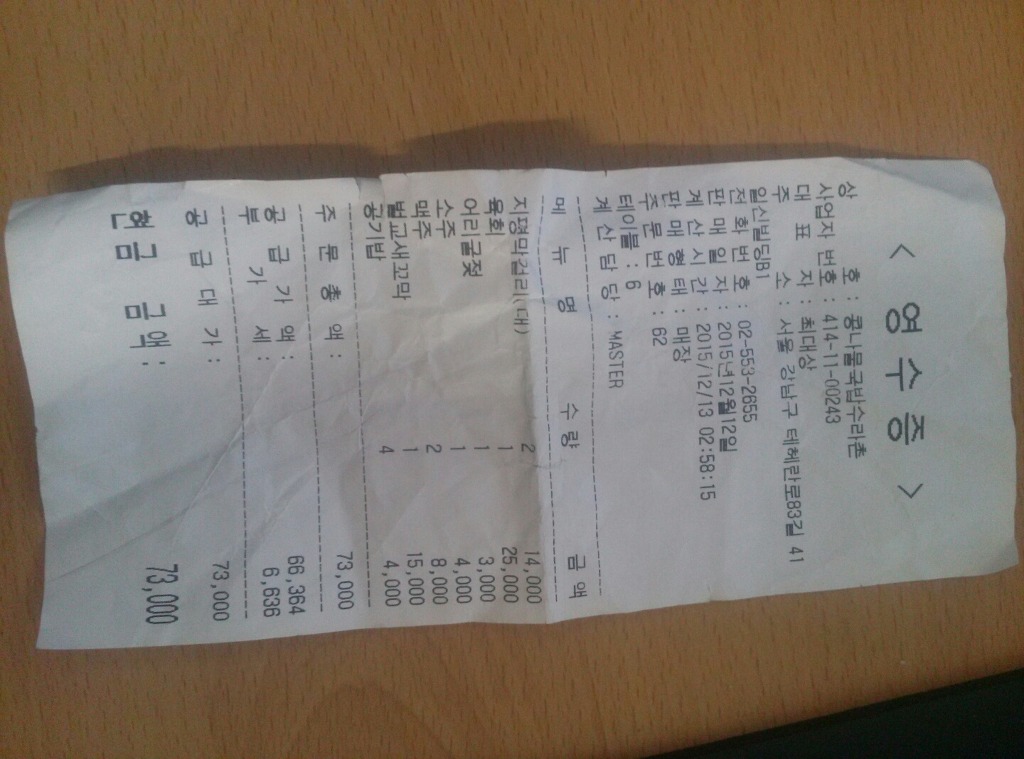 < 영 수 증 >
상 호 : 콩나물국밥수라촌
사업자 번호 : 414-11-00243
대 표 자 : 최대상
주 소 : 서울 강남구 테헤란로83길 41
일신빌딩B1
전 화 번 호 : 02-553-2655
판 매 일 지 : 2015년12월12일
계 산 시 간 : 2015/12/13 02:58:15
판 매 형 태 : 매장
주 문 번 호 : 62
테이블 : 6
계 산 담 당 : MASTER
메 뉴 명 수 량 금 액
지평막걸리(대) 2 14,000
육회 1 25,000
어리굴젓 1 3,000
소주 1 4,000
맥주 2 8,000
벌교새꼬막 1 15,000
공기밥 4 4,000
주 문 총 액 : 73,000
공 급 가 액 : 66,364
부 가 세 : 6,636
공 급 대 가 : 73,000
현금 금액 : 73,000